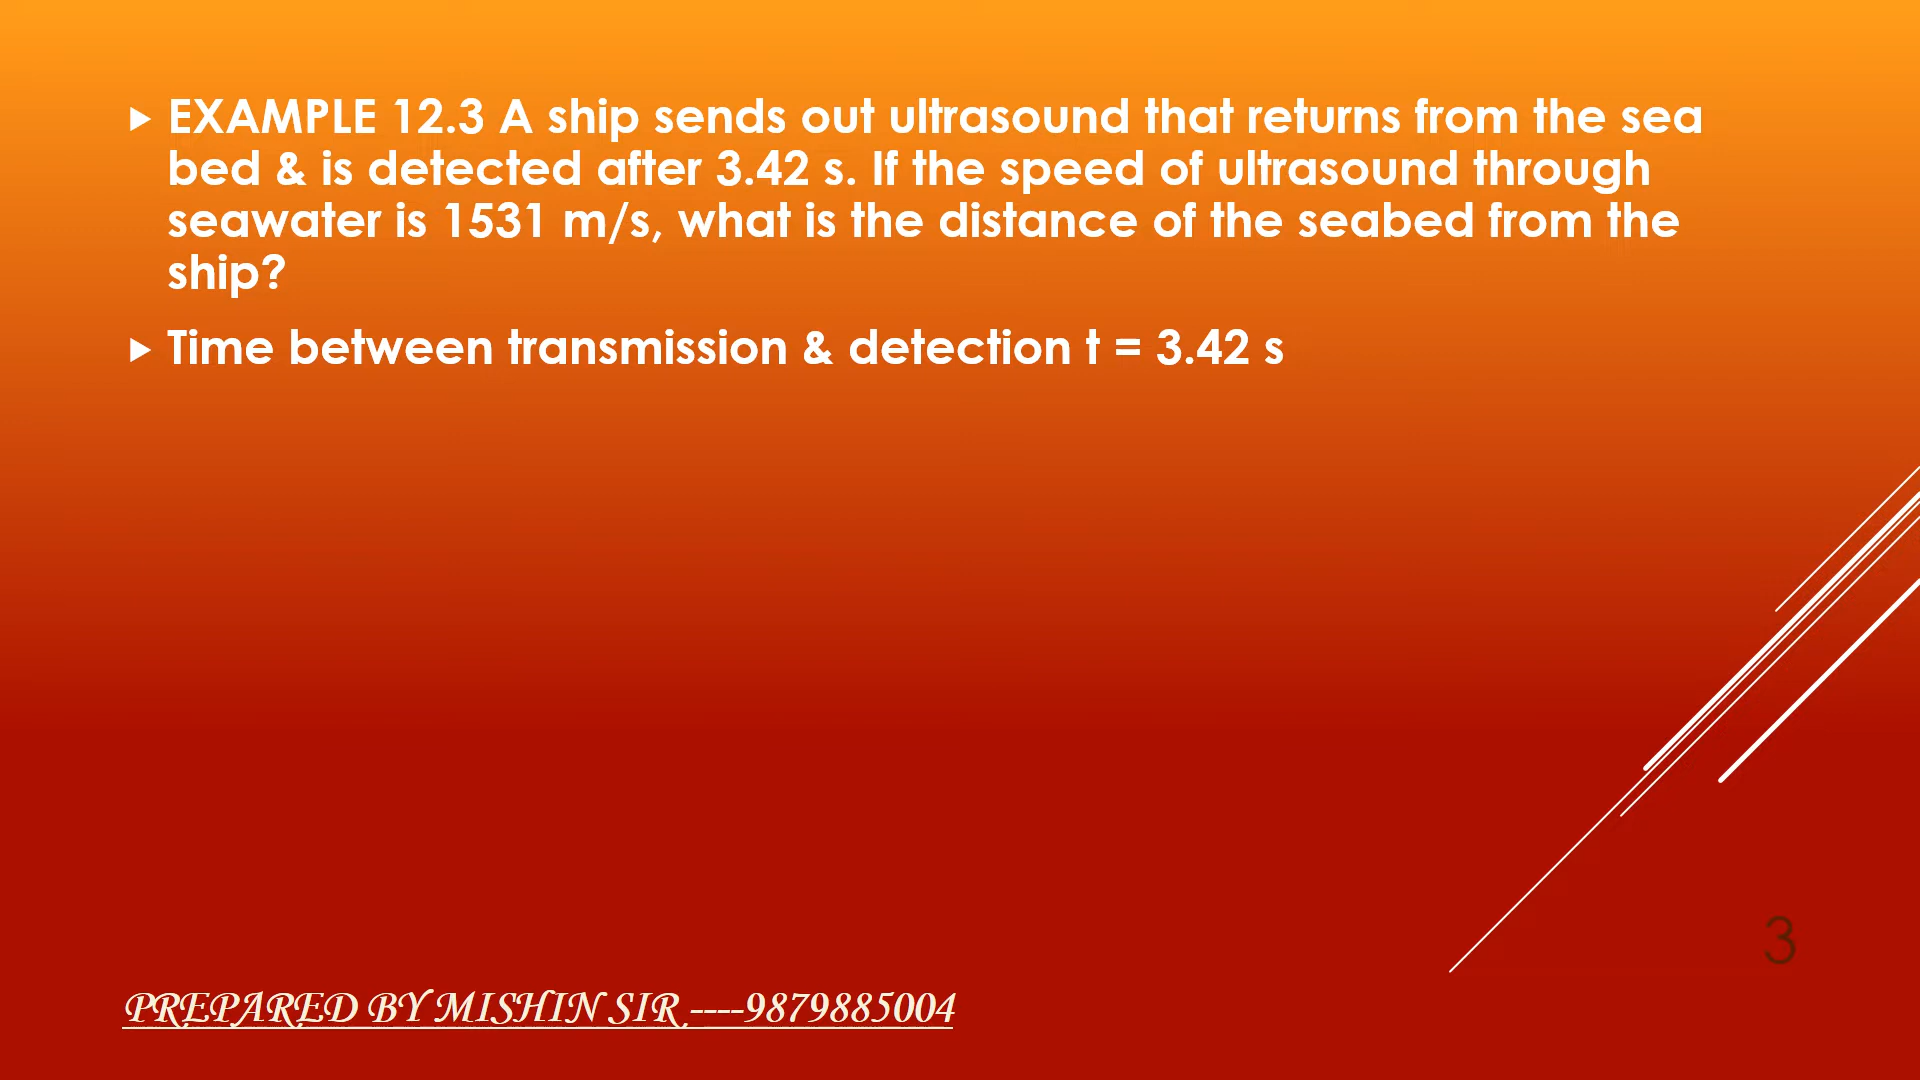 EXAMPLE 12.3 A ship sends out ultrasound that returns from the sea
bed & is detected after 3.42 s. If the speed of ultrasound through
seawater is 1531 m/s, what is the distance of the seabed from the
ship?
Time between transmission & detection t = 3.42 s
3
PREPARED BY MISHIN SIR ----9879885004